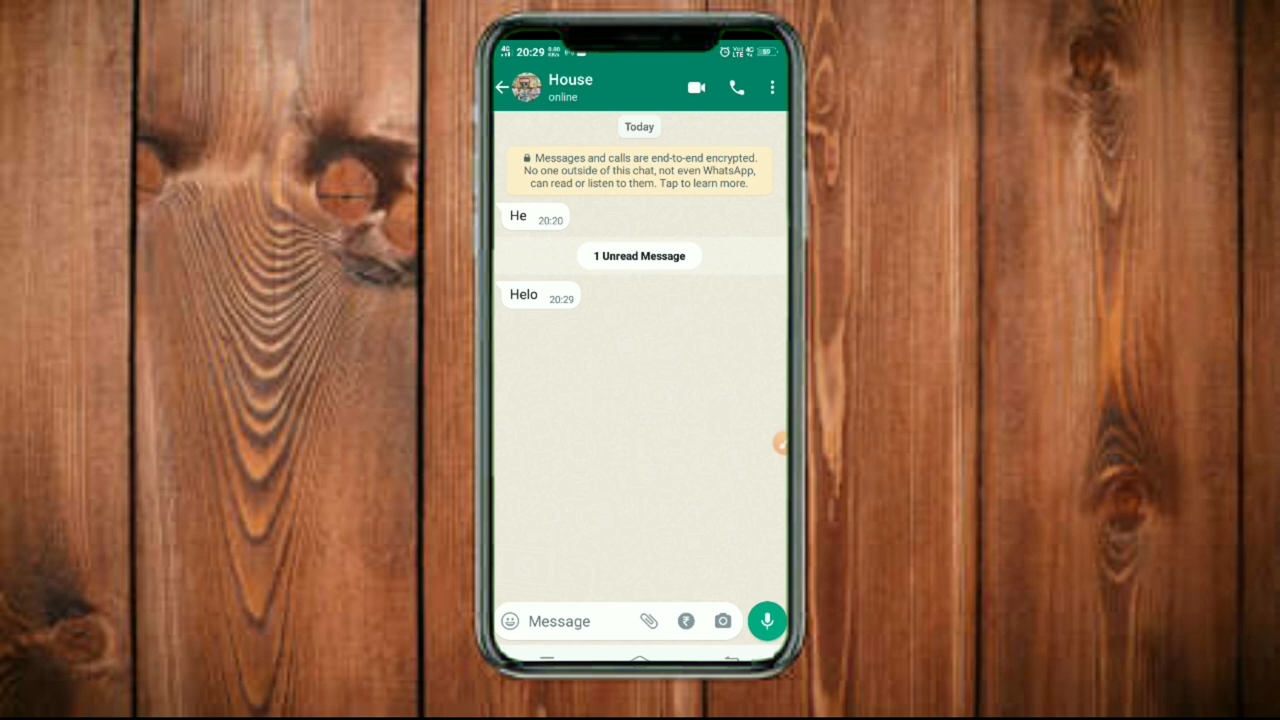 20:29
House
online
Today
Messages and calls are end-to-end encrypted.
No one outside of this chat, not even WhatsApp,
can read or listen to them. Tap to learn more.
He 20:20
1 Unread Message
Helo 20:29
Message